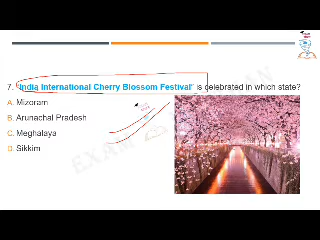 7. "India International Cherry Blossom Festival" is celebrated in which state?
A. Mizoram
B. Arunachal Pradesh
C. Meghalaya
D. Sikkim